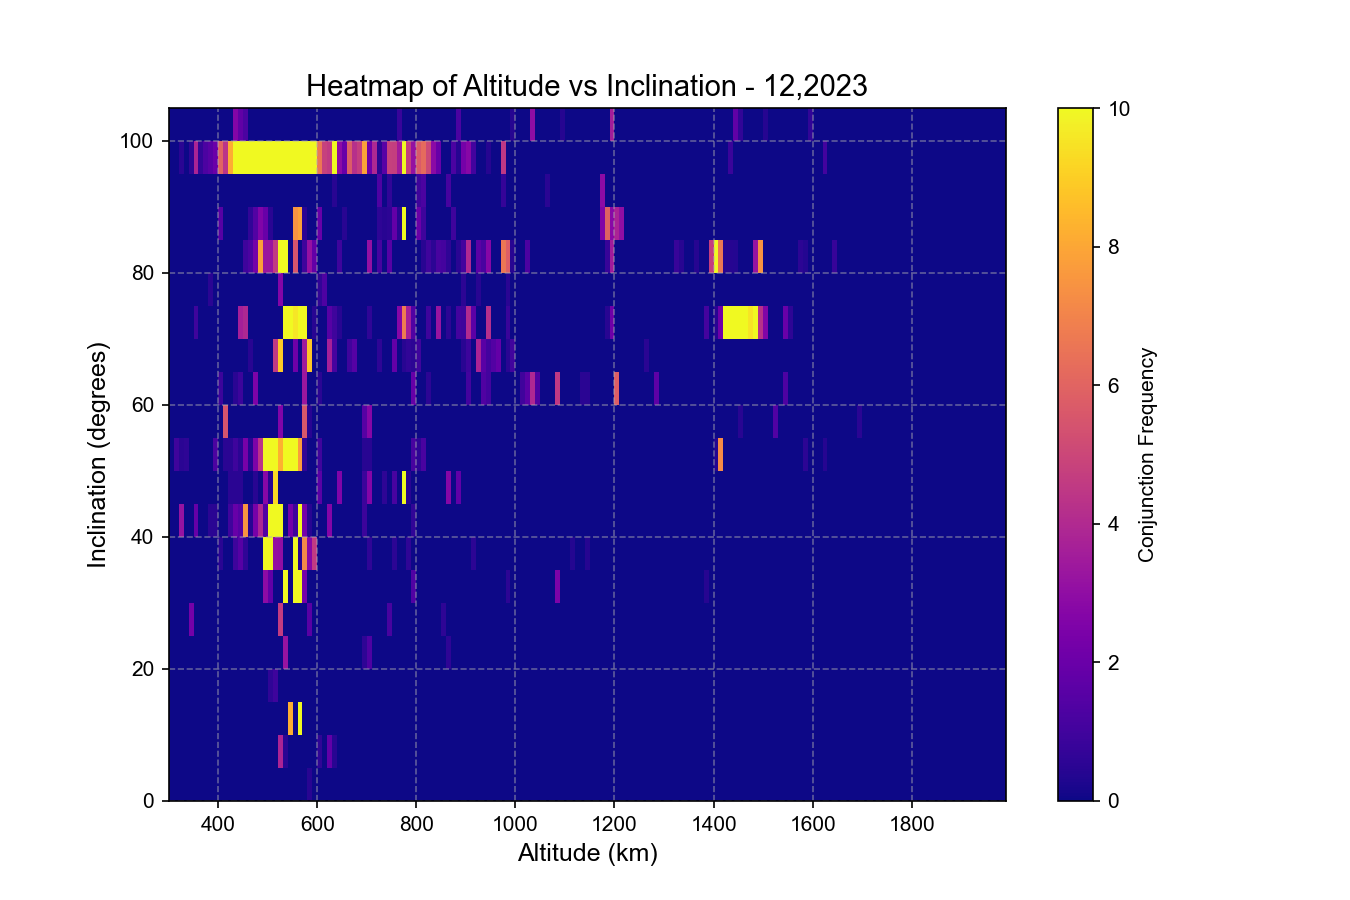 Heatmap of Altitude vs Inclination - 12,2023
100
80
60
40
20
0
Inclination (degrees)
400 600 800 1000 1200 1400 1600 1800
Altitude (km)
10
8
6
4
2
0
Conjunction Frequency